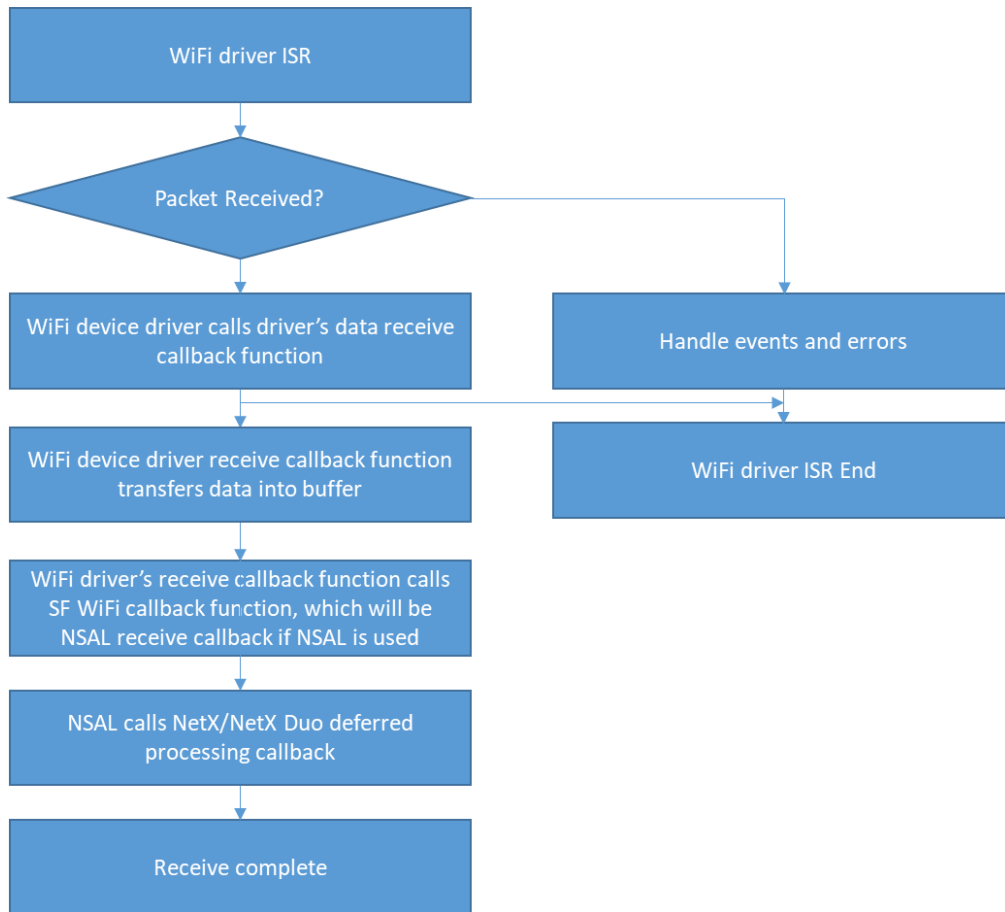 WiFi driver ISR
Packet Received?
WiFi device driver calls driver’s data receive
callback function
Handle events and errors
WiFi device driver receive callback function
transfers data into buffer
WiFi driver ISR End
WiFi driver’s receive callback function calls
SF WiFi callback function, which will be
NSAL receive callback if NSAL is used
NSAL calls NetX/NetX Duo deferred
processing callback
Receive complete